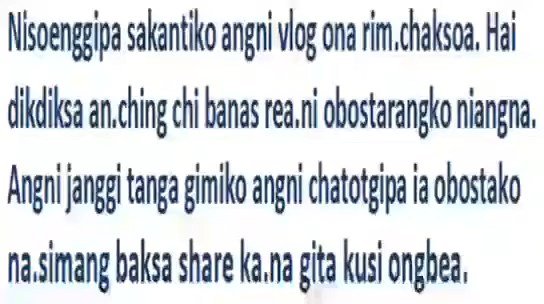 Nisoenggipa sakantiko angni vlog ona rim.chaksoa. Hai
dikdiksa an.ching chi banas rea.ni obostarangko niangna.
Angni janggi tanga gimiko angni chatotgipa ia obostako
na.simang baksa share ka.na gita kusi ongbea.